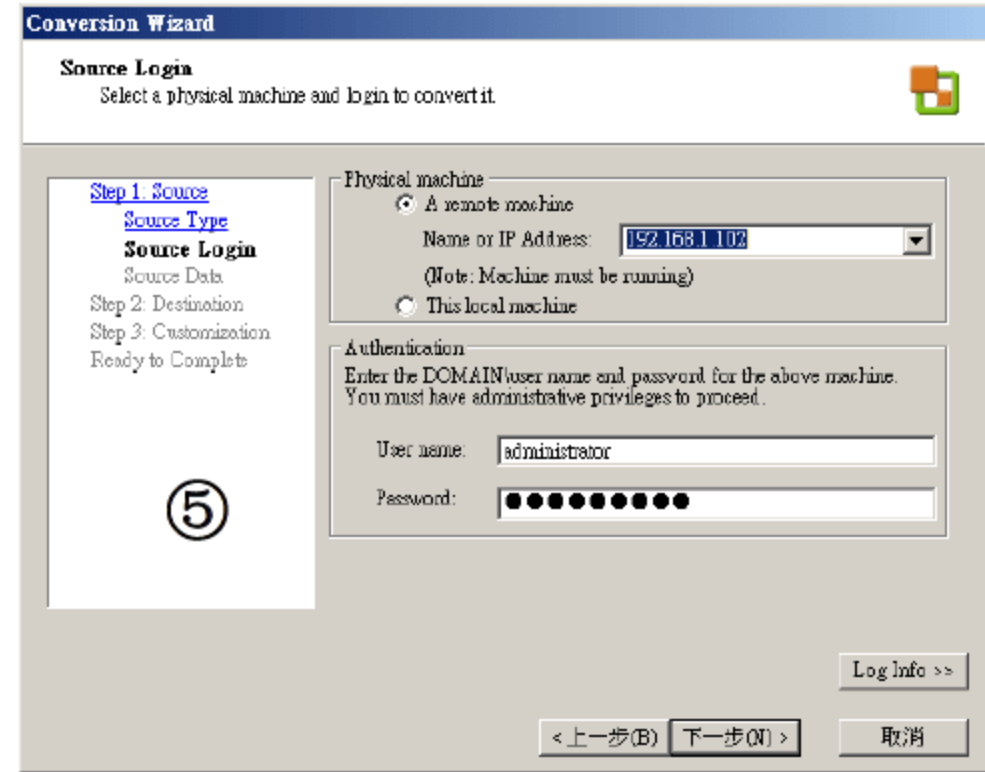 Conversion Wizard
Source Login
Select a physical machine and login to convert it.
Step 1: Source
Source Type
Source Login
Source Data
Step 2: Destination
Step 3: Customization
Ready to Complete
⑤
Physical machine
A remote machine
Name or IP Address: 192.168.1.102
(Note: Machine must be running)
This local machine
Authentication
Enter the DOMAIN\user name and password for the above machine.
You must have administrative privileges to proceed.
User name: administrator
Password: ●●●●●●●●●
Log Info >>
<上一步(B) 下一步(N) > 取消